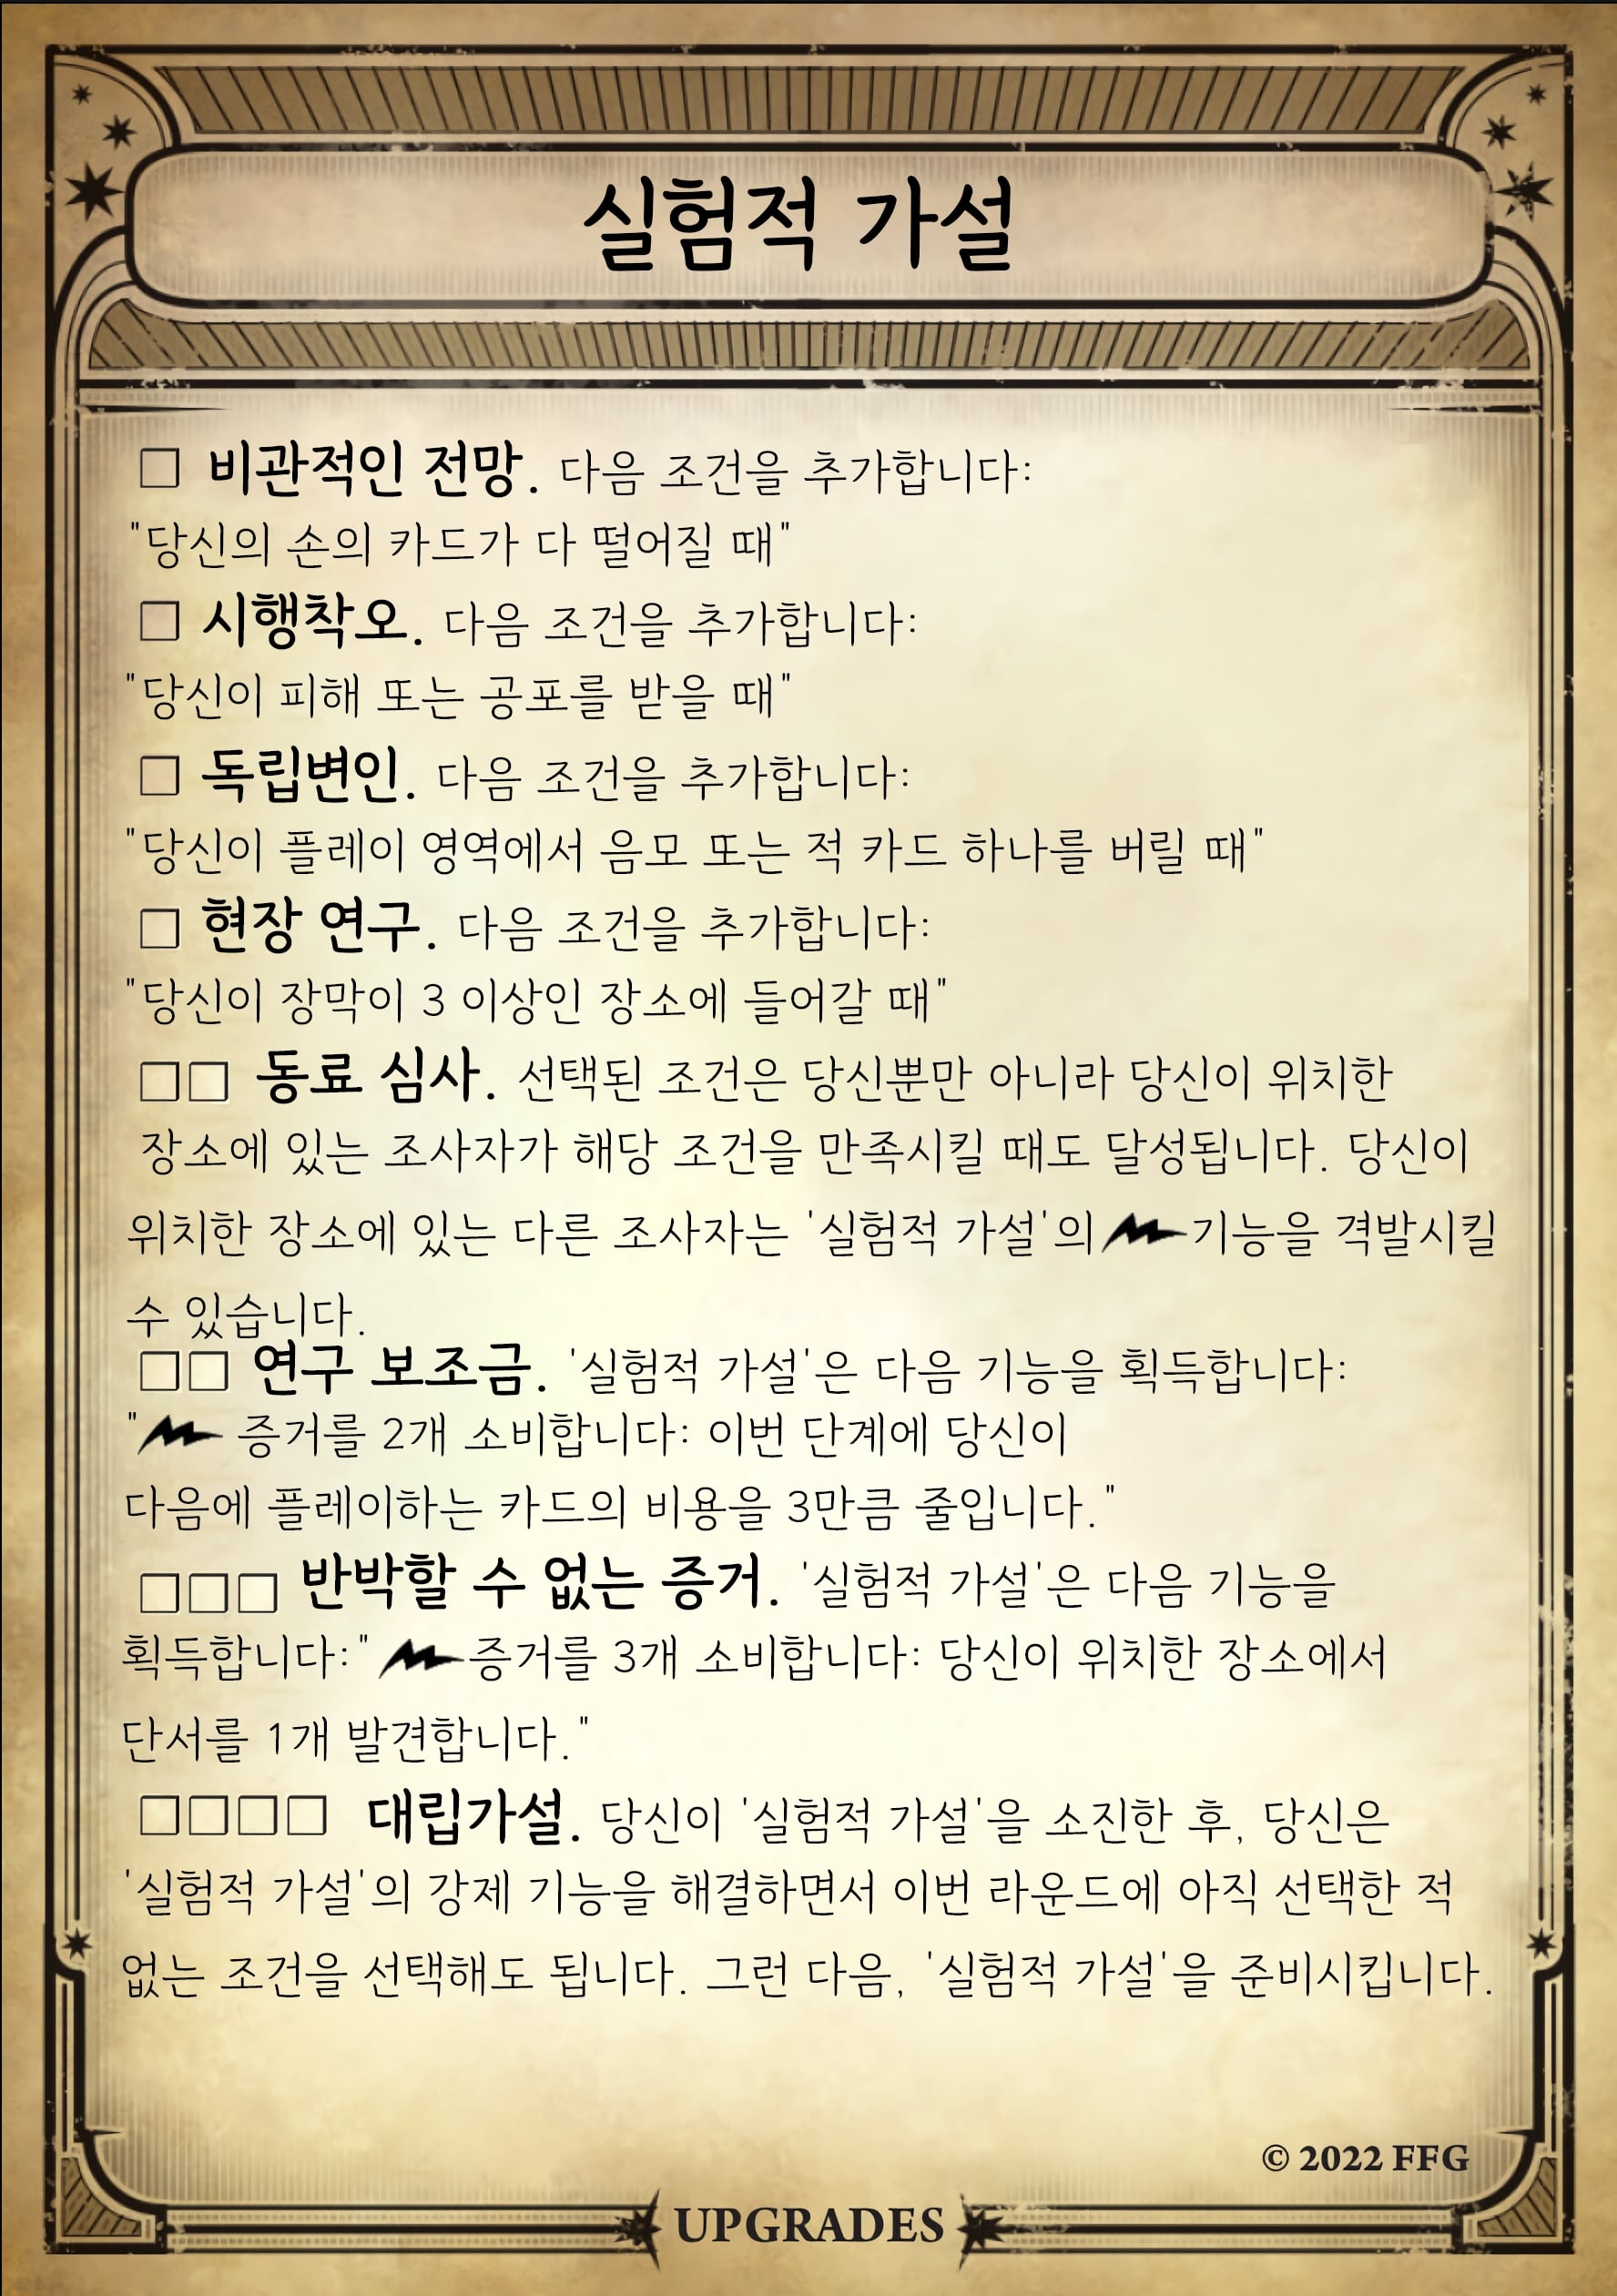 실험적 가설
□ 비관적인 전망. 다음 조건을 추가합니다:
"당신의 손의 카드가 다 떨어질 때"
□ 시행착오. 다음 조건을 추가합니다:
"당신이 피해 또는 공포를 받을 때"
□ 독립변인. 다음 조건을 추가합니다:
"당신이 플레이 영역에서 음모 또는 적 카드 하나를 버릴 때"
□ 현장 연구. 다음 조건을 추가합니다:
"당신이 장막이 3 이상인 장소에 들어갈 때"
□□ 동료 심사. 선택된 조건은 당신뿐만 아니라 당신이 위치한
장소에 있는 조사자가 해당 조건을 만족시킬 때도 달성됩니다. 당신이
위치한 장소에 있는 다른 조사자는 '실험적 가설'의 기능을 격발시킬
수 있습니다.
□□ 연구 보조금. '실험적 가설'은 다음 기능을 획득합니다:
" 증거를 2개 소비합니다: 이번 단계에 당신이
다음에 플레이하는 카드의 비용을 3만큼 줄입니다."
□□□ 반박할 수 없는 증거. '실험적 가설'은 다음 기능을
획득합니다:" 증거를 3개 소비합니다: 당신이 위치한 장소에서
단서를 1개 발견합니다."
□□□□ 대립가설. 당신이 '실험적 가설'을 소진한 후, 당신은
'실험적 가설'의 강제 기능을 해결하면서 이번 라운드에 아직 선택한 적
없는 조건을 선택해도 됩니다. 그런 다음, '실험적 가설'을 준비시킵니다.
© 2022 FFG
UPGRADES